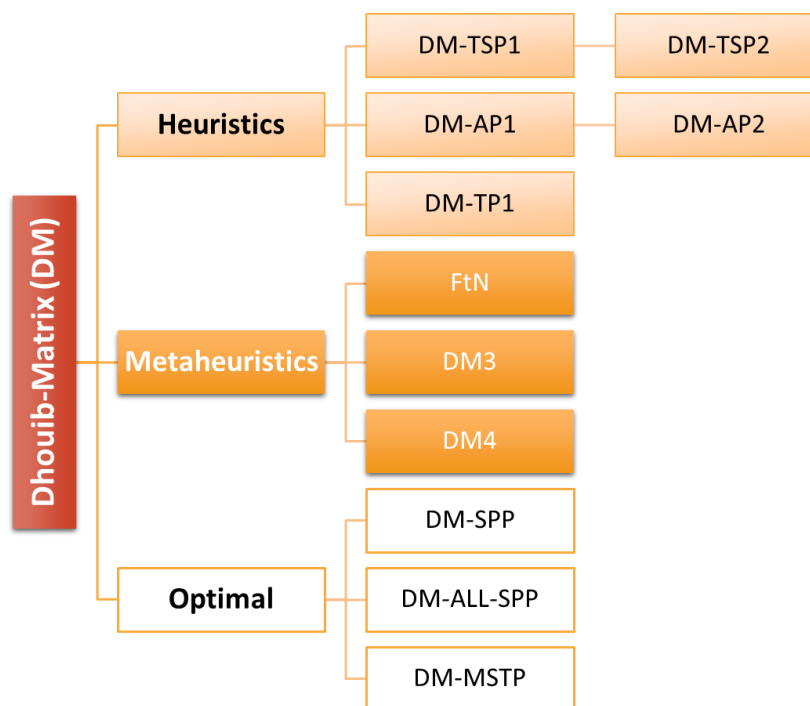 Dhouib-Matrix (DM)
Heuristics
DM-TSP1
DM-TSP2
DM-AP1
DM-AP2
DM-TP1
Metaheuristics
FtN
DM3
DM4
Optimal
DM-SPP
DM-ALL-SPP
DM-MSTP